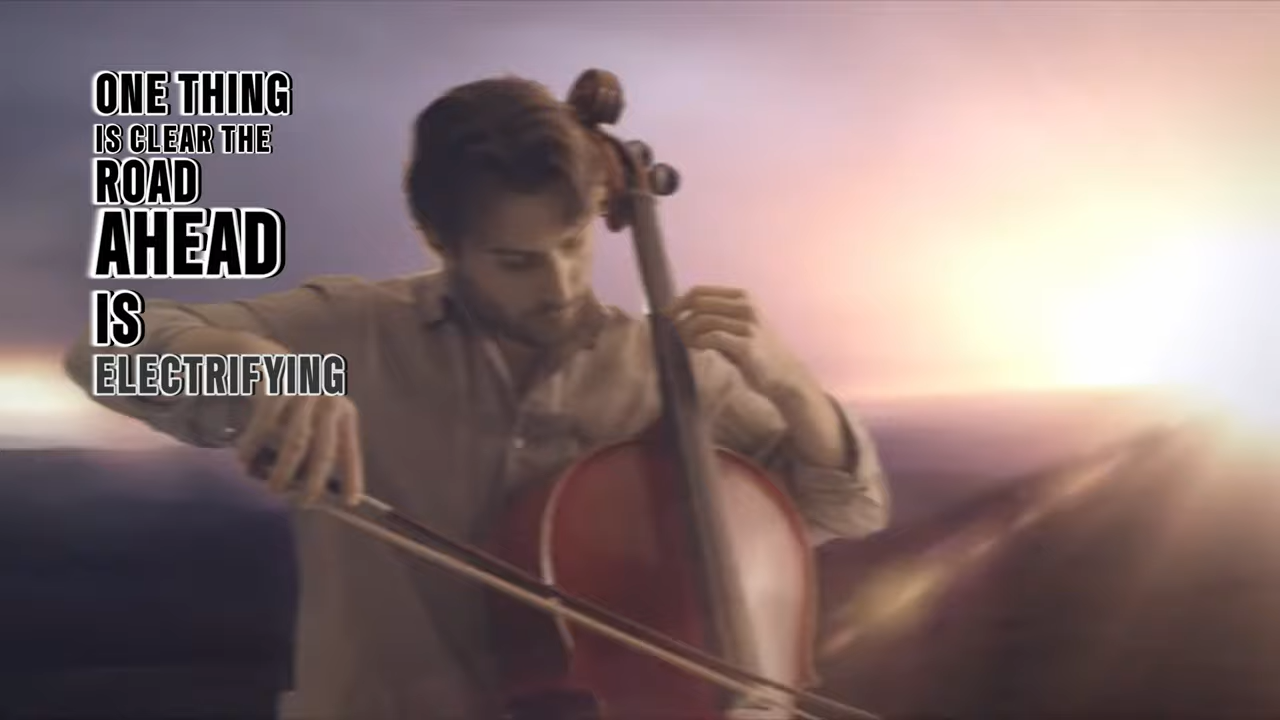 ONE THING
IS CLEAR THE
ROAD
AHEAD
IS
ELECTRIFYING